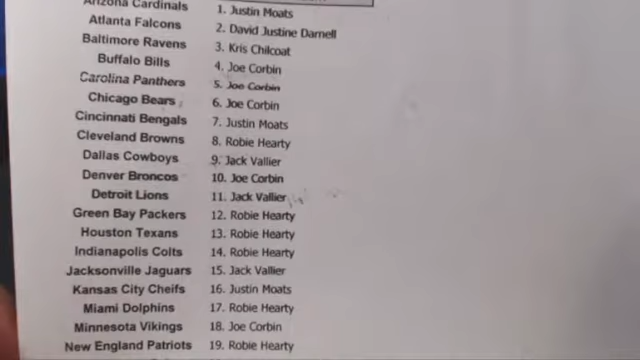 Arizona Cardinals 1. Justin Moats
Atlanta Falcons 2. David Justine Darnell
Baltimore Ravens 3. Kris Chilcoat
Buffalo Bills 4. Joe Corbin
Carolina Panthers 5. Joe Corbin
Chicago Bears 6. Joe Corbin
Cincinnati Bengals 7. Justin Moats
Cleveland Browns 8. Robie Hearty
Dallas Cowboys 9. Jack Vallier
Denver Broncos 10. Joe Corbin
Detroit Lions 11. Jack Vallier
Green Bay Packers 12. Robie Hearty
Houston Texans 13. Robie Hearty
Indianapolis Colts 14. Robie Hearty
Jacksonville Jaguars 15. Jack Vallier
Kansas City Cheifs 16. Justin Moats
Miami Dolphins 17. Robie Hearty
Minnesota Vikings 18. Joe Corbin
New England Patriots 19. Robie Hearty